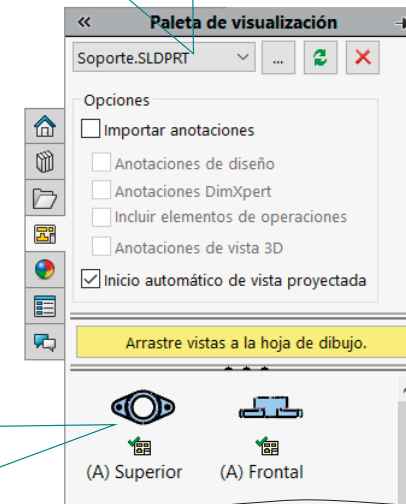 Paleta de visualización
Soporte.SLDPRT
...
Opciones
Importar anotaciones
Anotaciones de diseño
Anotaciones DimXpert
Incluir elementos de operaciones
Anotaciones de vista 3D
Inicio automático de vista proyectada
Arrastre vistas a la hoja de dibujo.
(A) Superior (A) Frontal